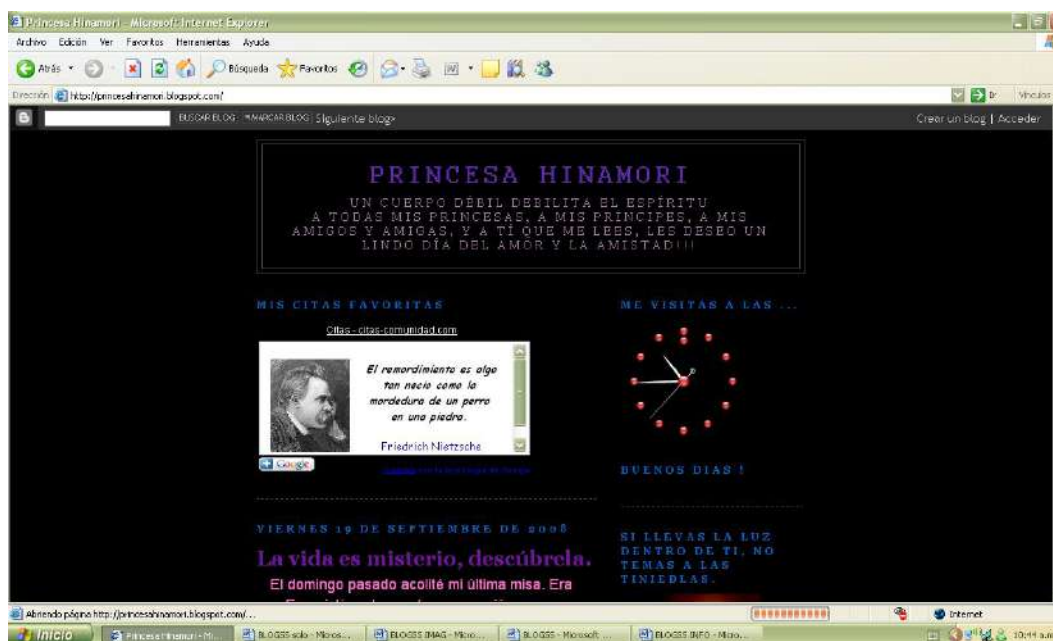 Princesa Hinamori - Microsoft Internet Explorer
Archivo Edición Ver Favoritos Herramientas Ayuda
Atrás Búsqueda Favoritos
Dirección http://princesahinamori.blogspot.com/ Ir Vínculos
BUSCAR BLOG MARCAR BLOG Siguiente blog» Crear un blog | Acceder
PRINCESA HINAMORI
UN CUERPO DÉBIL DEBILITA EL ESPÍRITU
A TODAS MIS PRINCESAS, A MIS PRINCIPES, A MIS
AMIGOS Y AMIGAS, Y A TÍ QUE ME LEES, LES DESEO UN
LINDO DÍA DEL AMOR Y LA AMISTAD!!!
MIS CITAS FAVORITAS
Citas - citas-comunidad.com
El remordimiento es algo
tan necio como la
mordedura de un perro
en una piedra.
Friedrich Nietzsche
Google
VIERNES 19 DE SEPTIEMBRE DE 2008
La vida es misterio, descúbrela.
El domingo pasado acolité mi última misa. Era
ME VISITAS A LAS ...
BUENOS DIAS !
SI LLEVAS LA LUZ
DENTRO DE TI, NO
TEMAS A LAS
TINIEBLAS.
Abriendo página http://princesahinamori.blogspot.com/... Internet
Inicio Princesa Hinamori - Mi... BLOGSS solo - Micros... BLOGSS IMAG - Micro... BLOGSS - Microsoft ... BLOGSS INFO - Micro... 10:44 a.m.